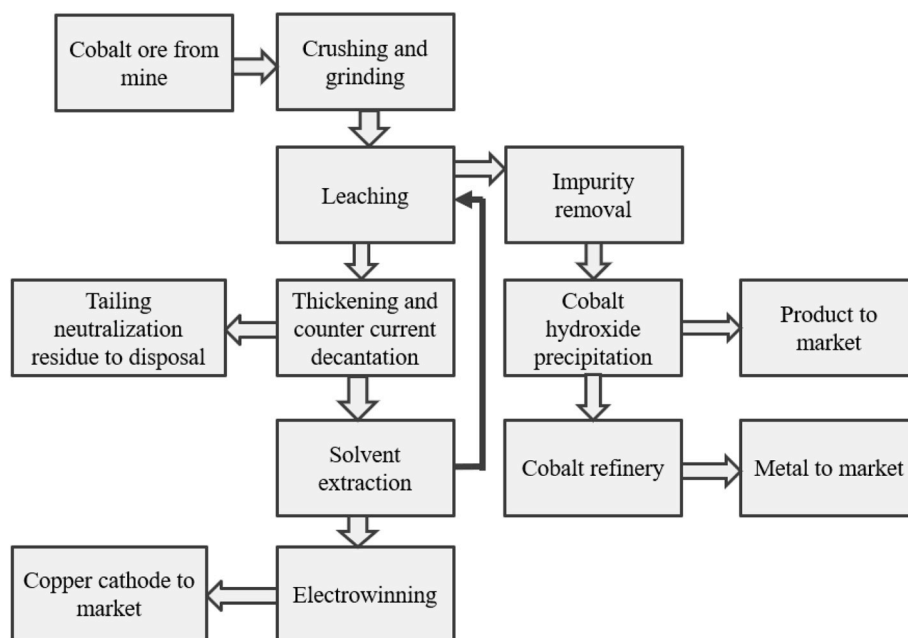 Cobalt ore from
mine
Crushing and
grinding
Leaching
Impurity
removal
Tailing
neutralization
residue to disposal
Thickening and
counter current
decantation
Cobalt
hydroxide
precipitation
Product to
market
Solvent
extraction
Cobalt refinery
Metal to market
Copper cathode to
market
Electrowinning